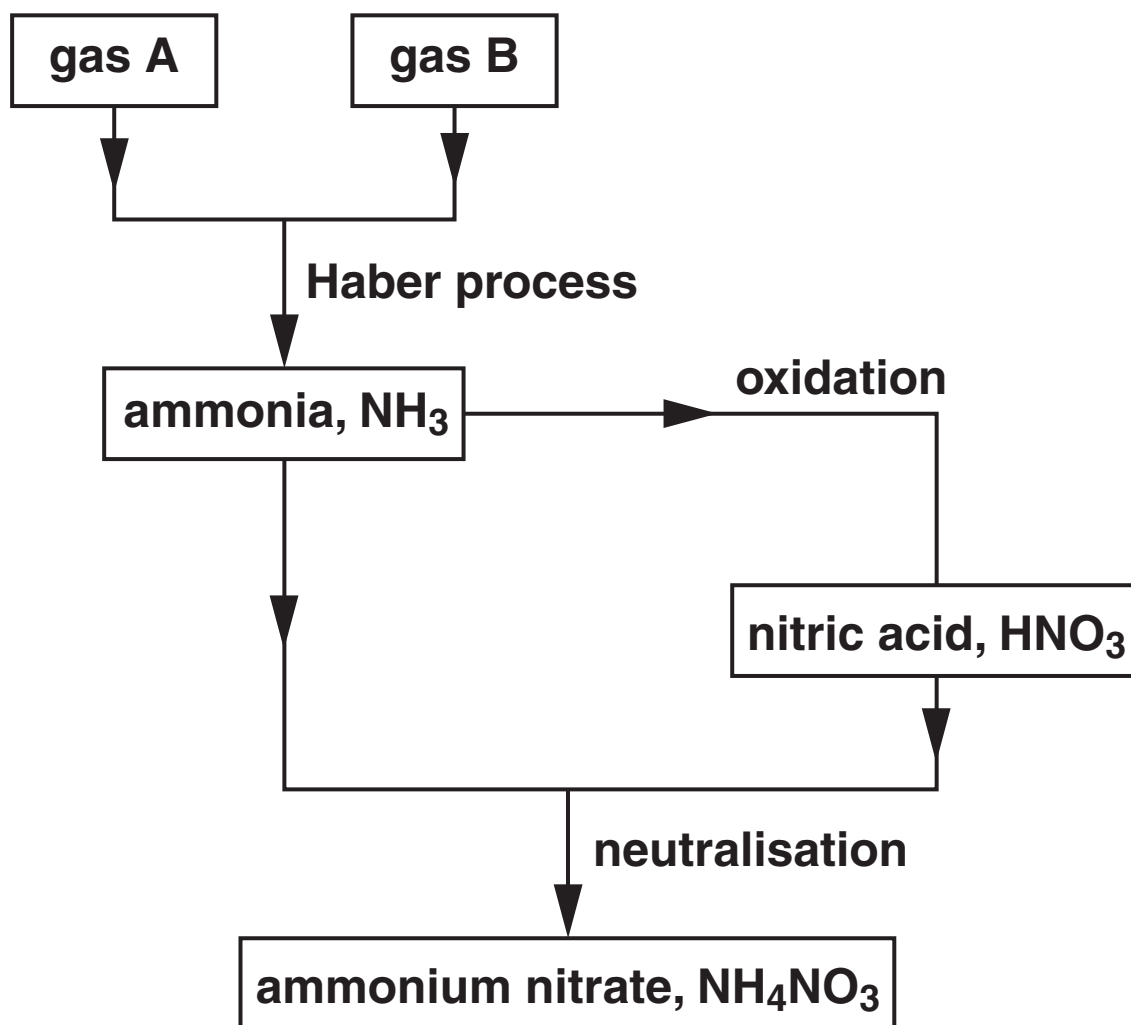 gas A
gas B
Haber process
oxidation
ammonia, NH₃
nitric acid, HNO₃
neutralisation
ammonium nitrate, NH₄NO₃